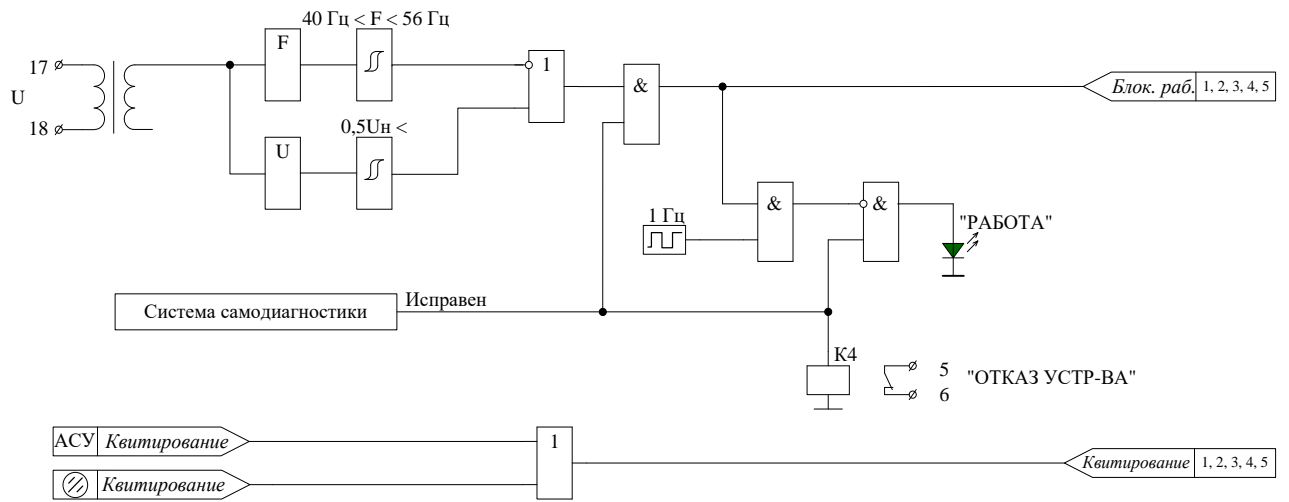 40 Гц < F < 56 Гц
F
17
1
U
&
Блок. раб. 1, 2, 3, 4, 5
18
0,5Uн <
U
&
&
1 Гц
"РАБОТА"
Исправен
Система самодиагностики
К4
5
"ОТКАЗ УСТР-ВА"
6
АСУ Квитирование
1
Квитирование 1, 2, 3, 4, 5
Квитирование